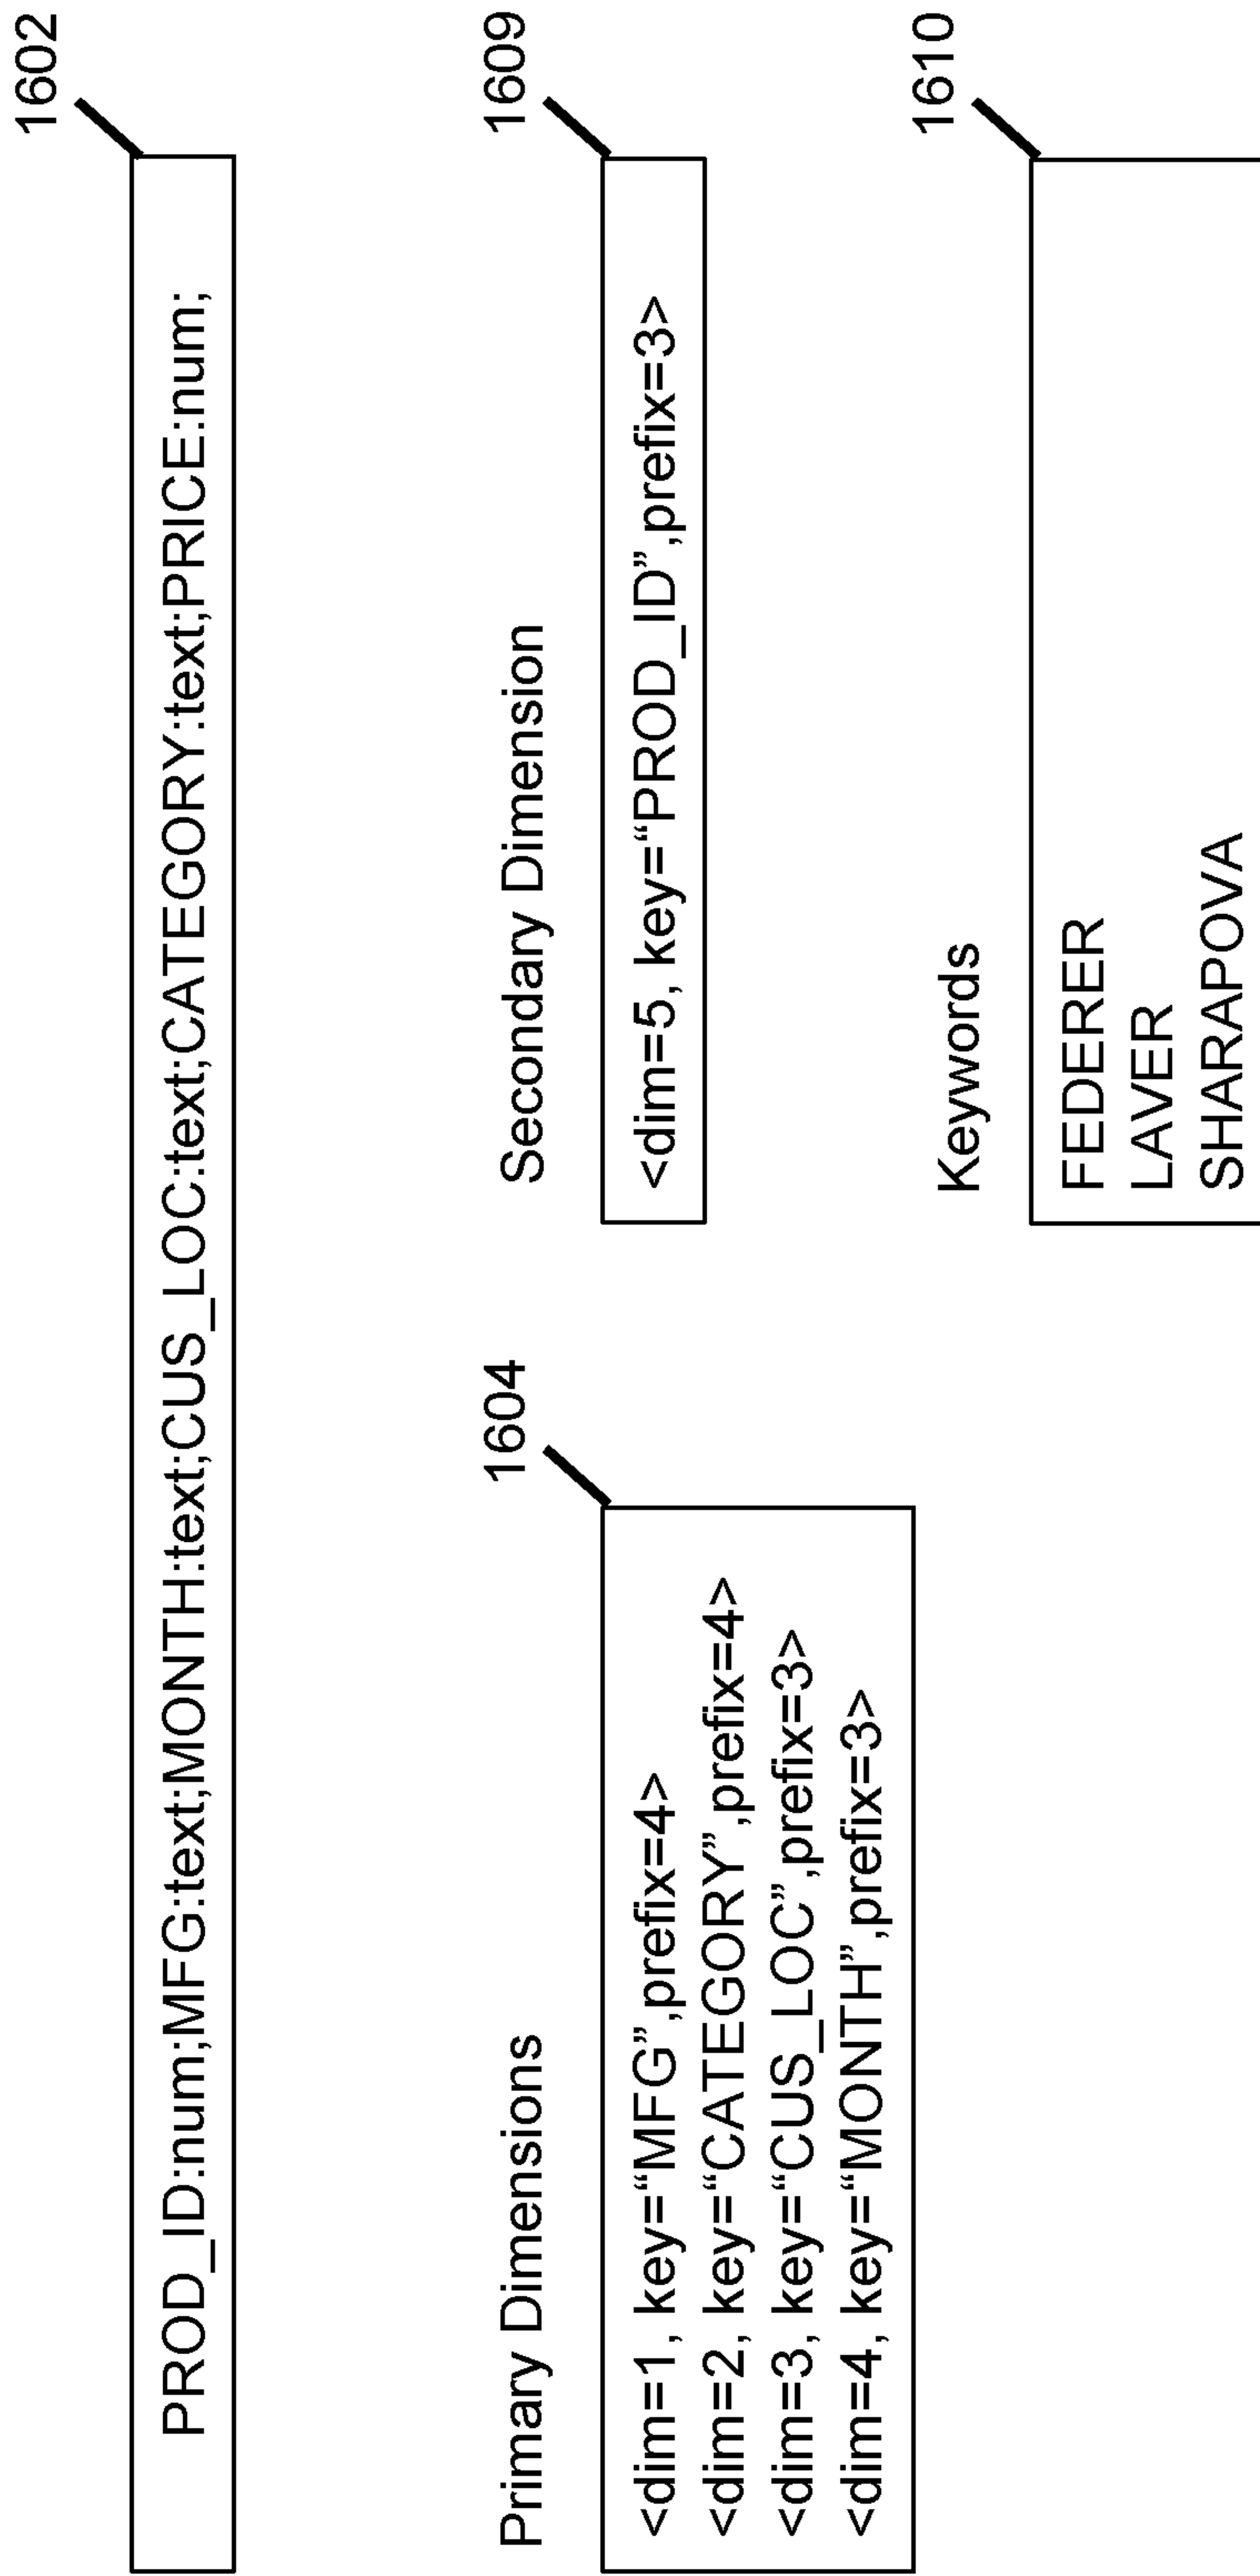 1602
PROD_ID:num;MFG:text;MONTH:text;CUS_LOC:text;CATEGORY:text;PRICE:num;
Primary Dimensions
1604
<dim=1, key=“MFG”,prefix=4>
<dim=2, key=“CATEGORY”,prefix=4>
<dim=3, key=“CUS_LOC”,prefix=3>
<dim=4, key=“MONTH”,prefix=3>
Secondary Dimension
1609
<dim=5, key=“PROD_ID”,prefix=3>
Keywords
1610
FEDERER
LAVER
SHARAPOVA